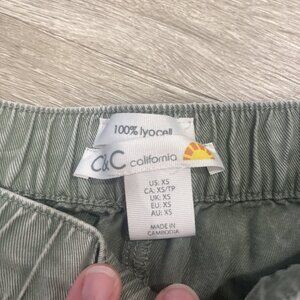 100% lyocell
C&C california
US: XS
CA: XS/TP
UK: XS
EU: XS
AU: XS
MADE IN
CAMBODIA